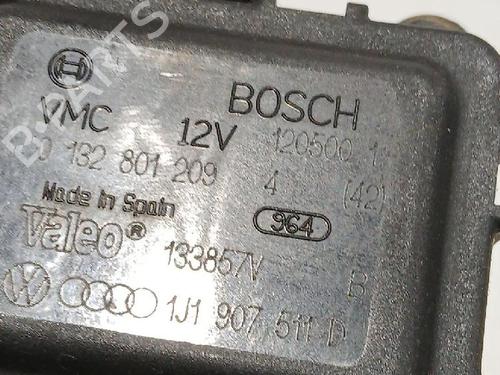 BOSCH
VMC 12V 120500 1
0 132 801 209 4 (42)
Made in Spain 964
Valeo® 133857V B
1J1 907 511 D
B-PARTS